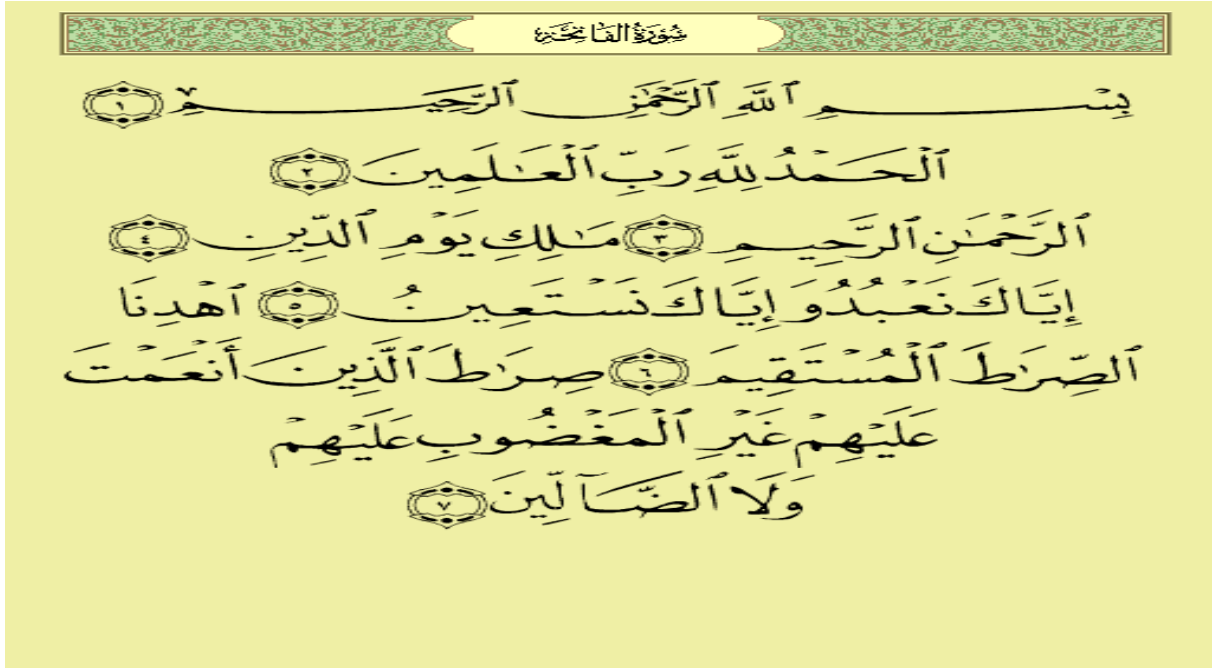 سُورَةُ الفَاتِحَةِ
بِسْمِ ٱللَّهِ ٱلرَّحْمَٰنِ ٱلرَّحِيمِ ١
ٱلْحَمْدُ لِلَّهِ رَبِّ ٱلْعَٰلَمِينَ ٢
ٱلرَّحْمَٰنِ ٱلرَّحِيمِ ٣ مَٰلِكِ يَوْمِ ٱلدِّينِ ٤
إِيَّاكَ نَعْبُدُ وَإِيَّاكَ نَسْتَعِينُ ٥ ٱهْدِنَا
ٱلصِّرَٰطَ ٱلْمُسْتَقِيمَ ٦ صِرَٰطَ ٱلَّذِينَ أَنْعَمْتَ
عَلَيْهِمْ غَيْرِ ٱلْمَغْضُوبِ عَلَيْهِمْ
وَلَا ٱلضَّآلِّينَ ٧